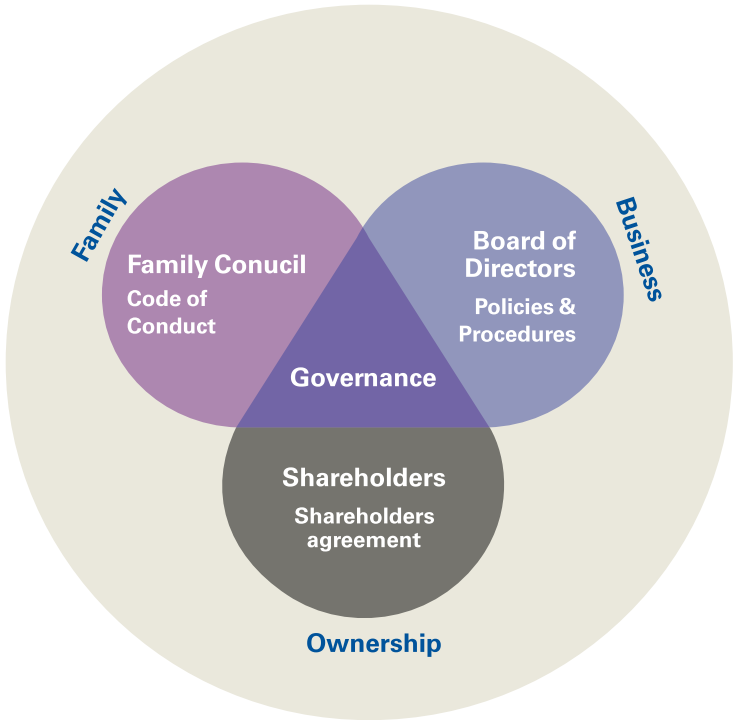 Family
Business
Family Conucil
Code of
Conduct
Board of
Directors
Policies &
Procedures
Governance
Shareholders
Shareholders
agreement
Ownership